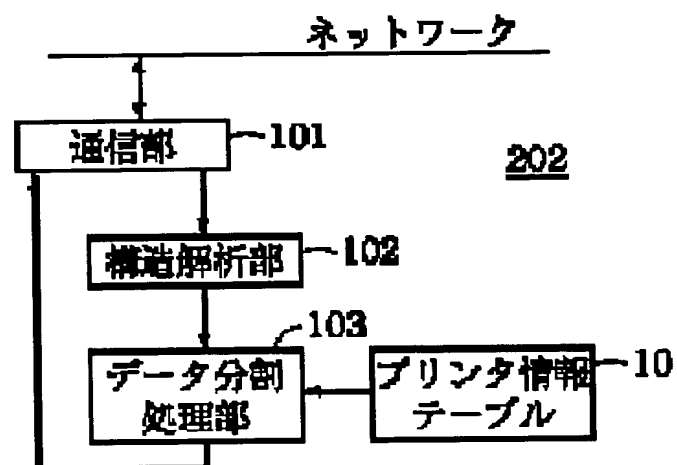 ネットワーク
通信部
101
202
構造解析部
102
103
データ分割
処理部
プリンタ情報
テーブル
10